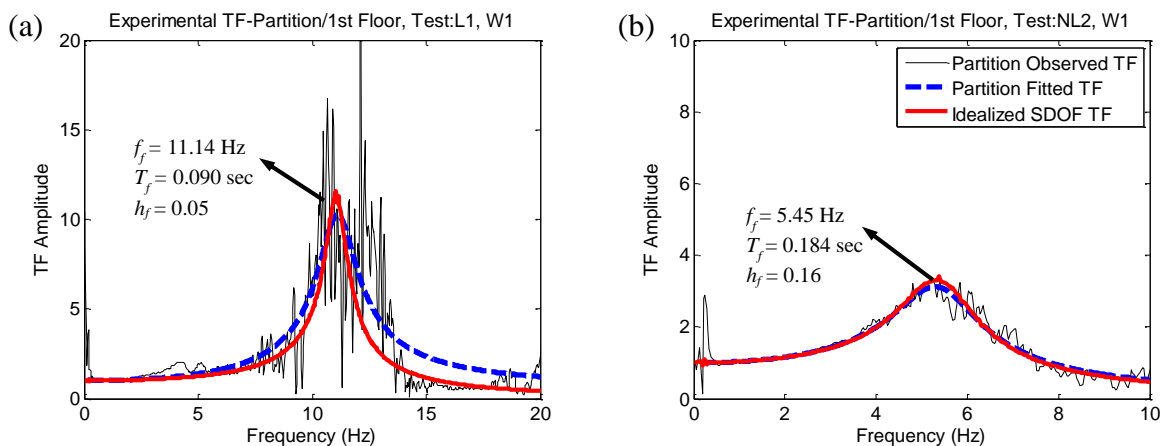 (a)
Experimental TF-Partition/1st Floor, Test:L1, W1
20
15
10
5
0
TF Amplitude
f_f = 11.14 Hz
T_f = 0.090 sec
h_f = 0.05
0 5 10 15 20
Frequency (Hz)
(b)
Experimental TF-Partition/1st Floor, Test:NL2, W1
10
8
6
4
2
0
TF Amplitude
Partition Observed TF
Partition Fitted TF
Idealized SDOF TF
f_f = 5.45 Hz
T_f = 0.184 sec
h_f = 0.16
0 2 4 6 8 10
Frequency (Hz)